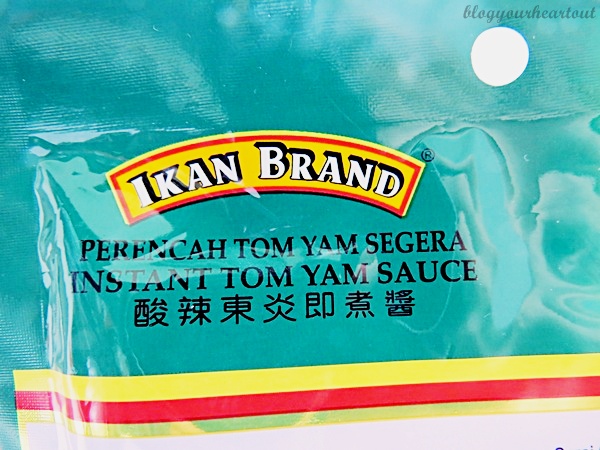 blogyourheartout
IKAN BRAND ®
PERENCAH TOM YAM SEGERA
INSTANT TOM YAM SAUCE
酸辣東炎即煮醬